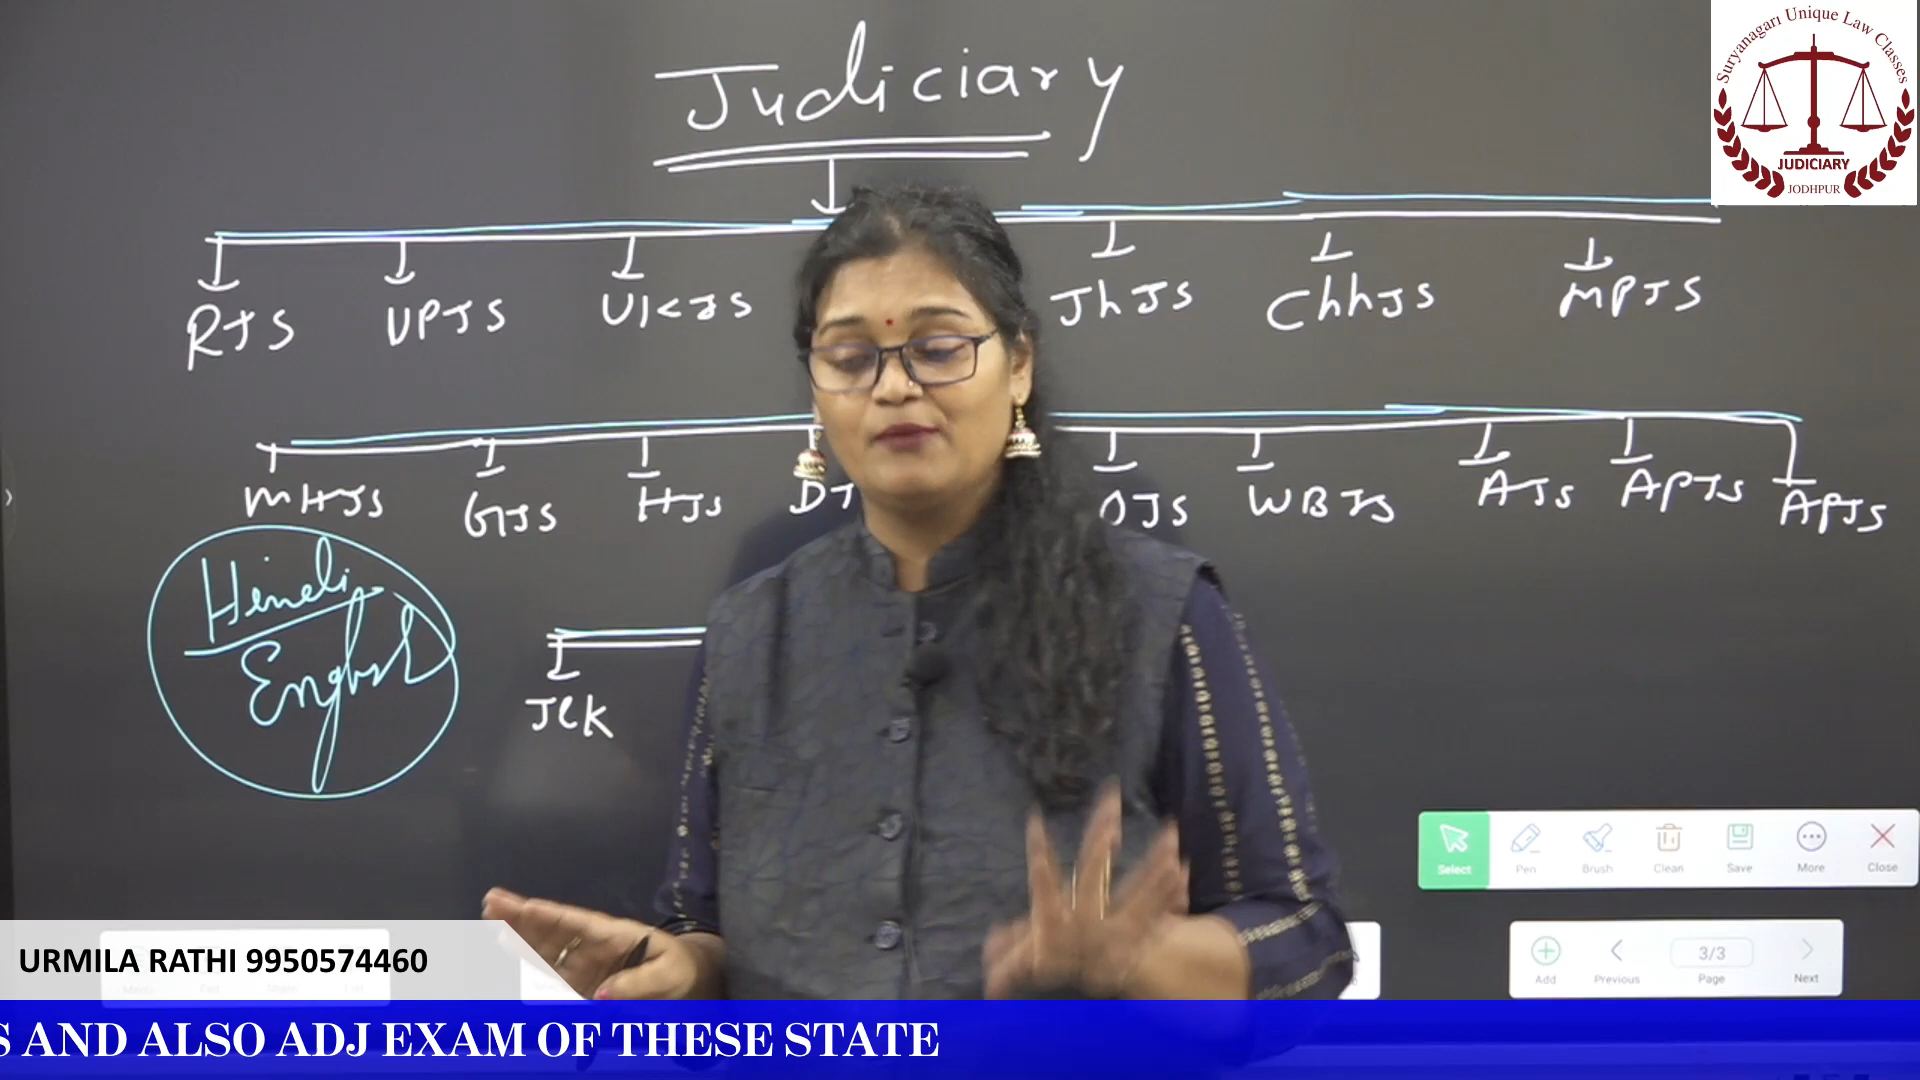 Judiciary
Suryanagari Unique Law Classes
JUDICIARY
JODHPUR
RJS UPJS UKJS JhJS ChhJS MPJS
MHJS GJS HJS DJ OJS WBJS AJS APJS APJS
Hindi
English
J&K
Select Pen Brush Clean Save More Close
3/3
Add Previous Page Next
URMILA RATHI 9950574460
S AND ALSO ADJ EXAM OF THESE STATE